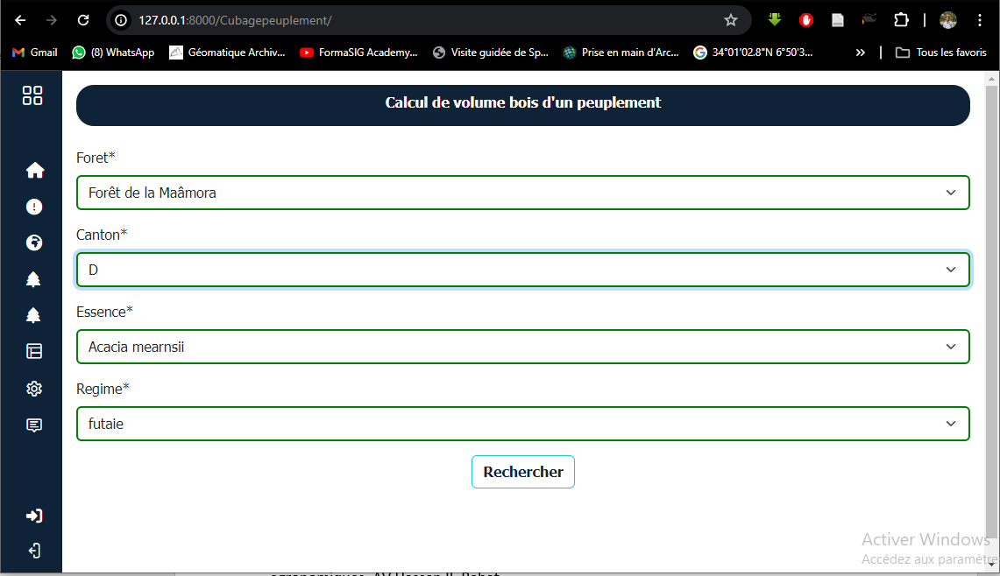 127.0.0.1:8000/Cubagepeuplement/
Gmail
(8) WhatsApp
Géomatique Archiv...
FormaSIG Academy...
Visite guidée de Sp...
Prise en main d'Arc...
34°01'02.8"N 6°50'3...
»
Tous les favoris
Calcul de volume bois d'un peuplement
Foret*
Forêt de la Maâmora
Canton*
D
Essence*
Acacia mearnsii
Regime*
futaie
Rechercher
Activer Windows
Accédez aux paramètre